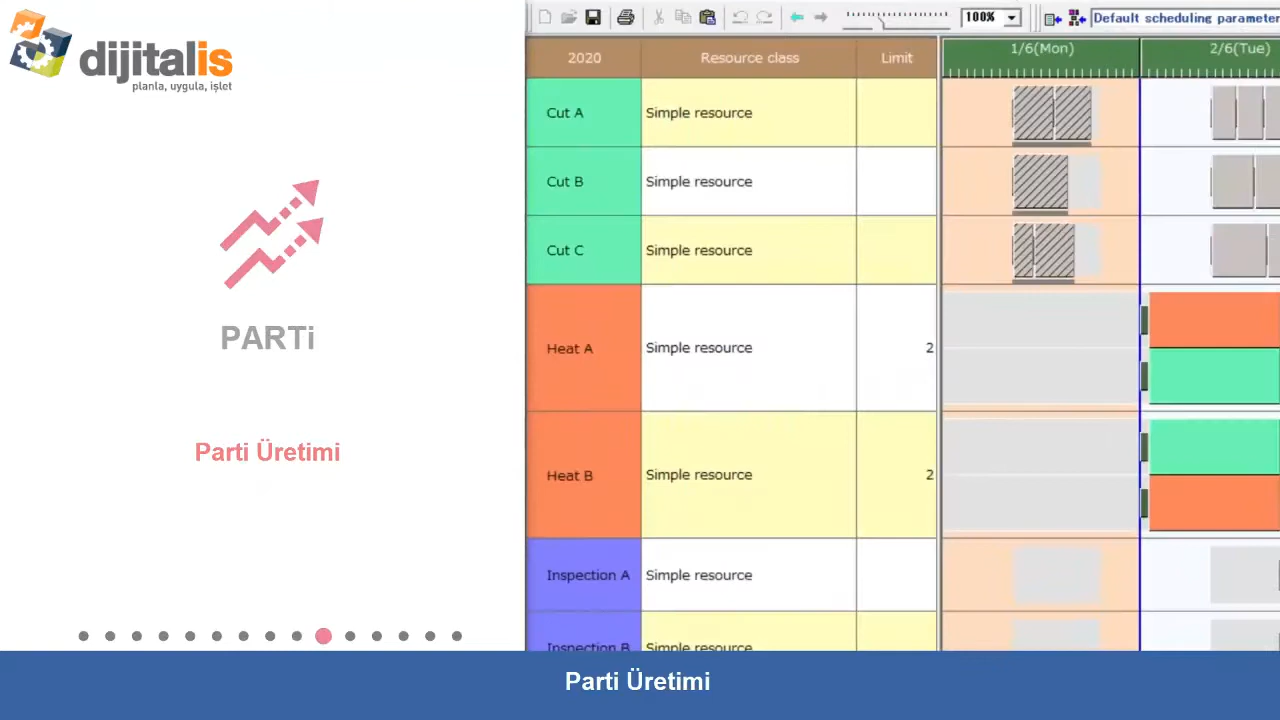 dijitalis
planla, uygula, işlet
PARTi
Parti Üretimi
100%
Default scheduling parameter
2020 Resource class Limit 1/6(Mon) 2/6(Tue)
Cut A Simple resource
Cut B Simple resource
Cut C Simple resource
Heat A Simple resource 2
Heat B Simple resource 2
Inspection A Simple resource
Inspection B Simple resource
Parti Üretimi